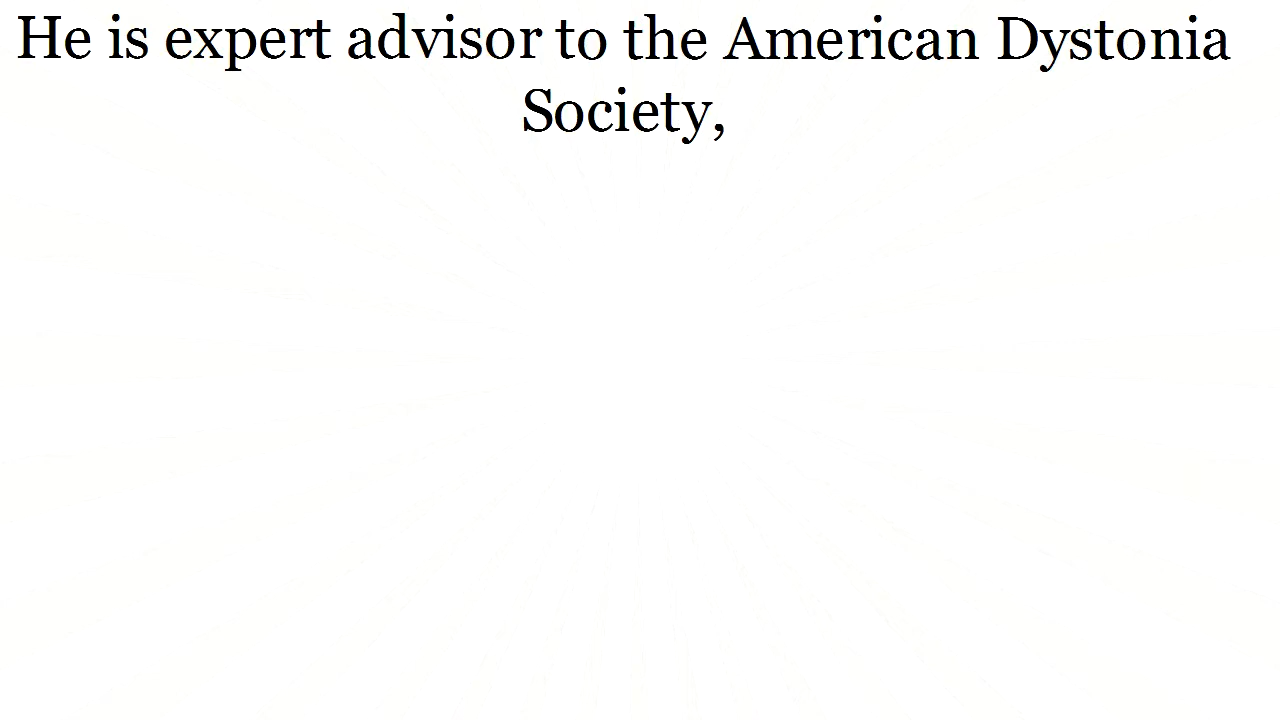 He is expert advisor to the American Dystonia
Society,